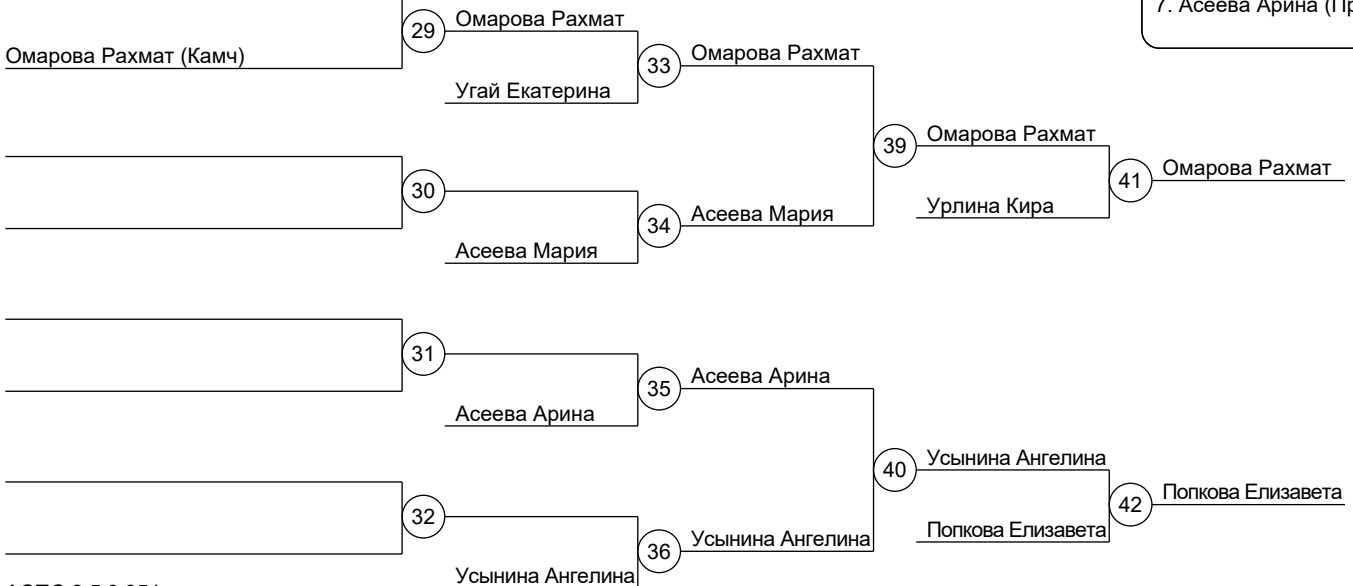 7. Асеева Арина (Пр
29
Омарова Рахмат
Омарова Рахмат (Камч)
33
Омарова Рахмат
Угай Екатерина
39
Омарова Рахмат
41
Омарова Рахмат
30
Урлина Кира
34
Асеева Мария
Асеева Мария
31
35
Асеева Арина
Асеева Арина
40
Усынина Ангелина
42
Попкова Елизавета
32
Попкова Елизавета
36
Усынина Ангелина
Усынина Ангелина